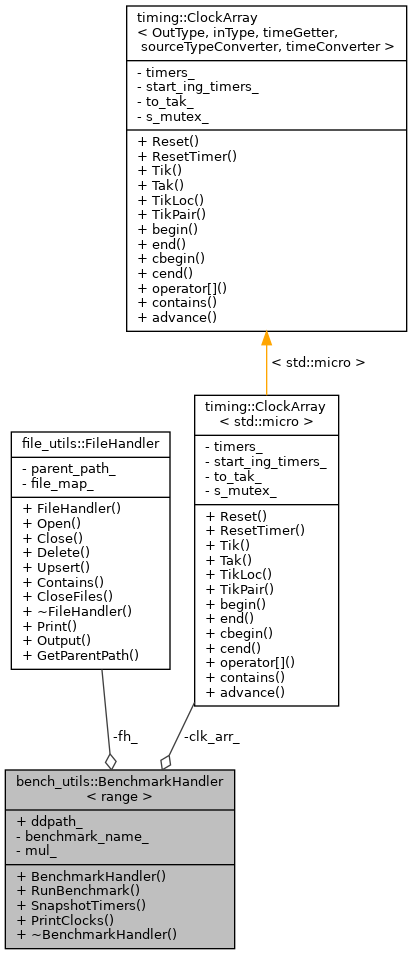 timing::ClockArray
< OutType, inType, timeGetter,
sourceTypeConverter, timeConverter >
- timers_
- start_ing_timers_
- to_tak_
- s_mutex_
+ Reset()
+ ResetTimer()
+ Tik()
+ Tak()
+ TikLoc()
+ TikPair()
+ begin()
+ end()
+ cbegin()
+ cend()
+ operator[]()
+ contains()
+ advance()
< std::micro >
timing::ClockArray
< std::micro >
- timers_
- start_ing_timers_
- to_tak_
- s_mutex_
+ Reset()
+ ResetTimer()
+ Tik()
+ Tak()
+ TikLoc()
+ TikPair()
+ begin()
+ end()
+ cbegin()
+ cend()
+ operator[]()
+ contains()
+ advance()
file_utils::FileHandler
- parent_path_
- file_map_
+ FileHandler()
+ Open()
+ Close()
+ Delete()
+ Upsert()
+ Contains()
+ CloseFiles()
+ ~FileHandler()
+ Print()
+ Output()
+ GetParentPath()
-fh_
-clk_arr_
bench_utils::BenchmarkHandler
< range >
+ ddpath_
- benchmark_name_
- mul_
+ BenchmarkHandler()
+ RunBenchmark()
+ SnapshotTimers()
+ PrintClocks()
+ ~BenchmarkHandler()